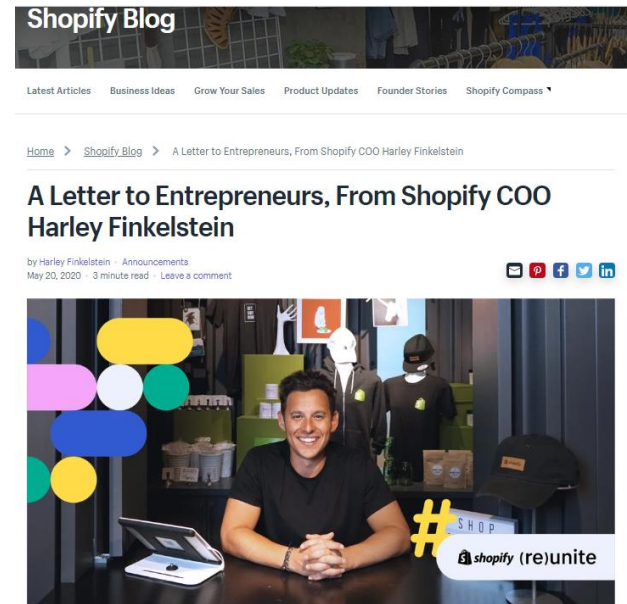 Shopify Blog
Latest Articles Business Ideas Grow Your Sales Product Updates Founder Stories Shopify Compass
Home > Shopify Blog > A Letter to Entrepreneurs, From Shopify COO Harley Finkelstein
A Letter to Entrepreneurs, From Shopify COO
Harley Finkelstein
by Harley Finkelstein · Announcements
May 20, 2020 · 3 minute read · Leave a comment
#
SHOP
shopify (re)unite